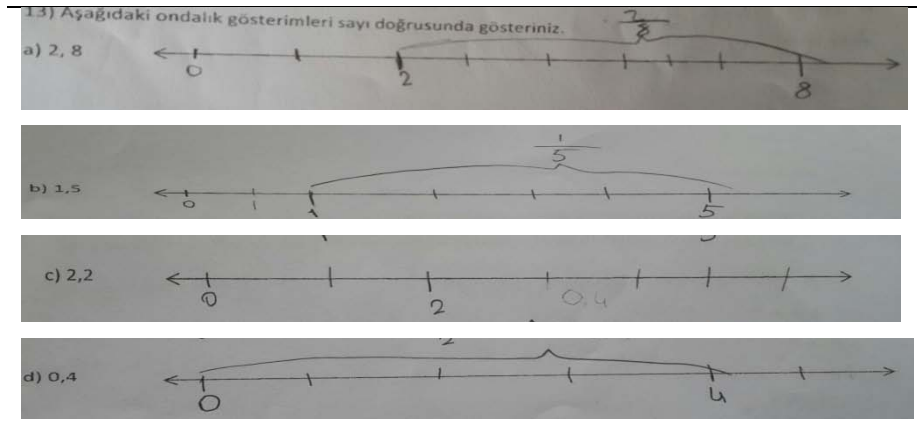 13) Aşağıdaki ondalık gösterimleri sayı doğrusunda gösteriniz.
2
8
a) 2, 8
0 2 8
1
5
b) 1,5
0 1 5
c) 2,2
0 2 0,4
d) 0,4
0 4